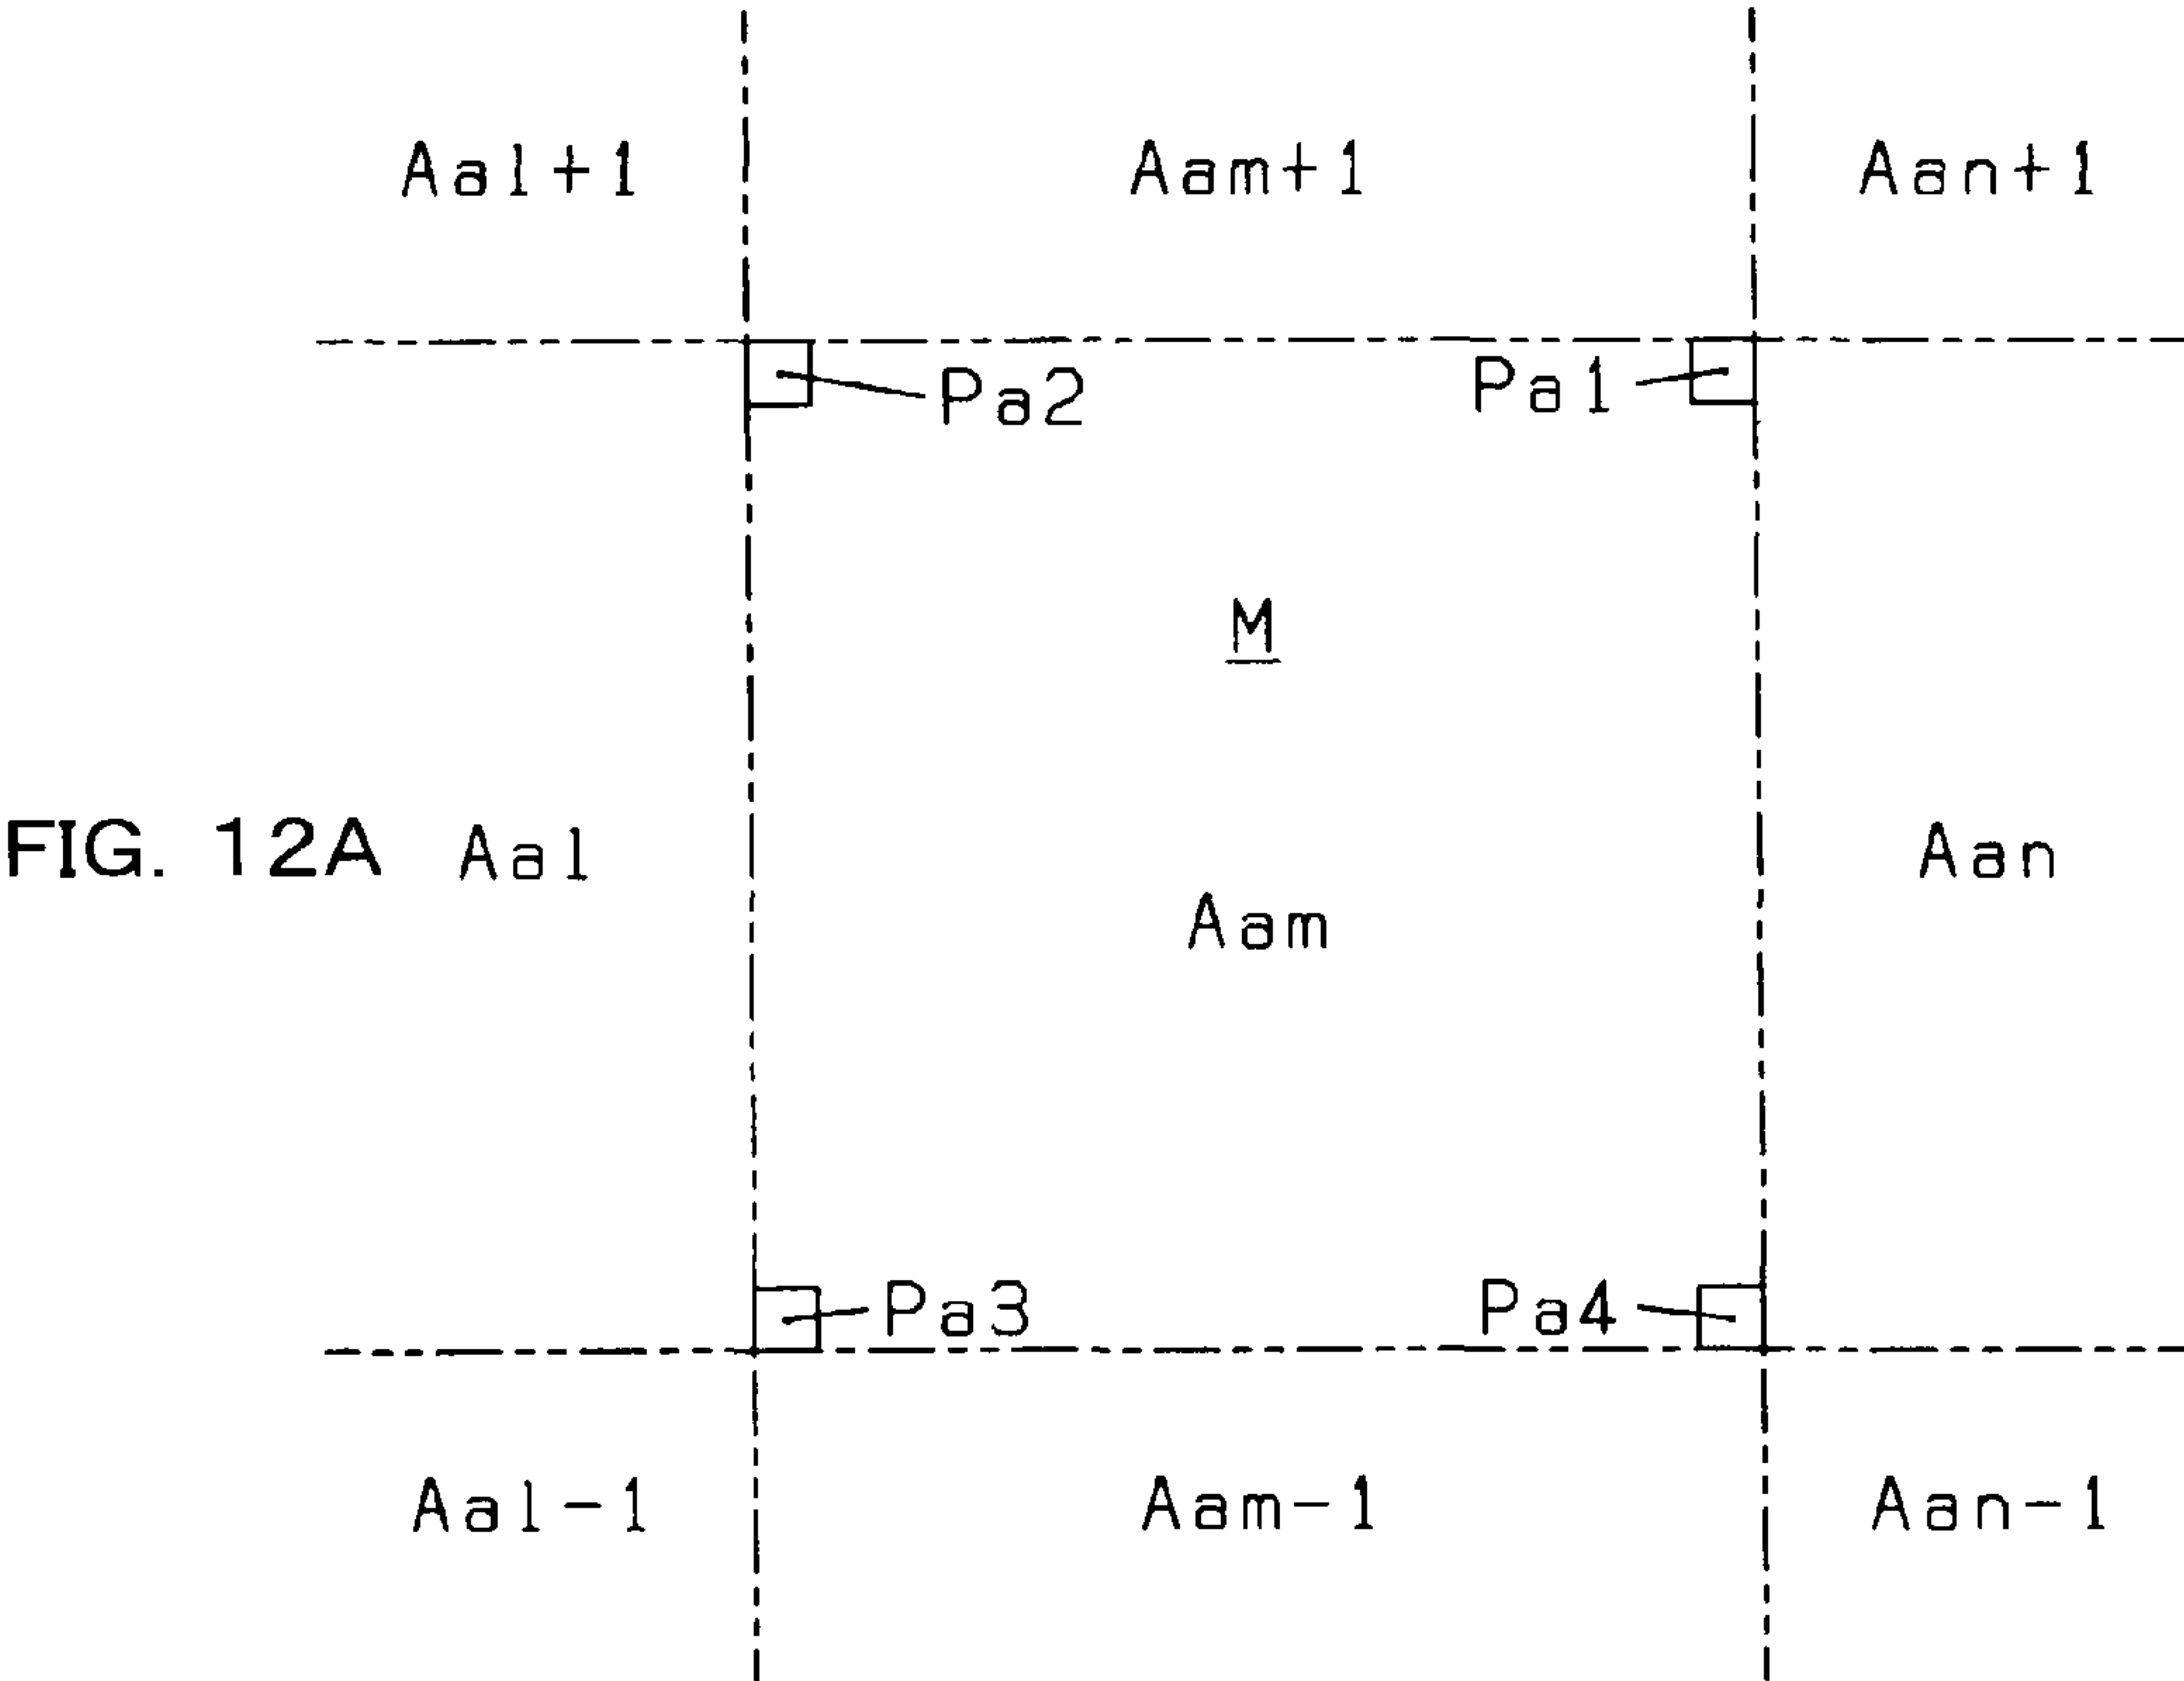 Aal+1 Aam+1 Aan+1
Pa2 Pa1
M
FIG. 12A Aal Aan
Aam
Pa3 Pa4
Aal-1 Aam-1 Aan-1